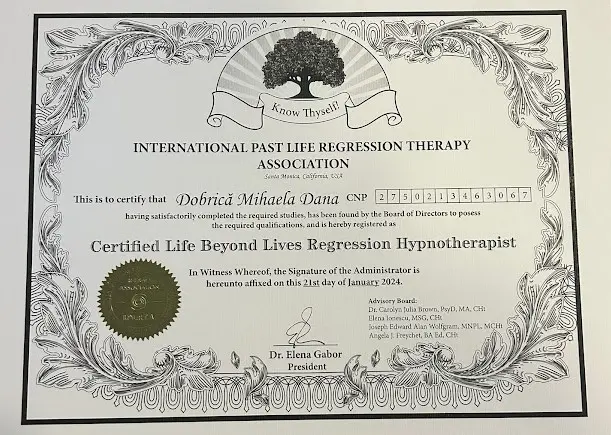 Know Thyself!
INTERNATIONAL PAST LIFE REGRESSION THERAPY
ASSOCIATION
Santa Monica, California, USA
This is to certify that Dobrică Mihaela Dana CNP 2750213463067
having satisfactorily completed the required studies, has been found by the Board of Directors to posess
the required qualifications, and is hereby registered as
Certified Life Beyond Lives Regression Hypnotherapist
In Witness Whereof, the Signature of the Administrator is
hereunto affixed on this 21st day of January 2024.
ASSOCIATION
Advisory Board:
Dr. Carolyn Julia Brown, PsyD, MA, CHt
Elena Ionescu, MSG, CHt
Joseph Edward Alan Wolfgram, MNPL, MCHt
Angela J. Freychet, BA Ed, CHt
Dr. Elena Gabor
President